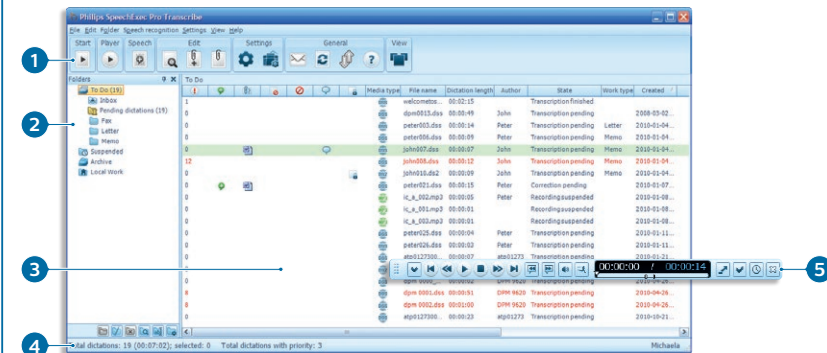 Philips SpeechExec Pro Transcribe
File Edit Folder Speech recognition Settings View Help
Start Player Speech Edit Settings General View
1
Folders
To Do
To Do (19)
Inbox
Pending dictations (19)
Fax
Letter
Memo
Suspended
Archive
Local Work
2
Media type File name Dictation length Author State Work type Created
1 welcometos... 00:02:15 Transcription finished
0 dpm0013.dss 00:00:49 John Transcription pending 2008-03-02...
0 peter003.dss 00:00:14 Peter Transcription pending Letter 2010-01-04...
0 peter006.dss 00:00:09 Peter Transcription pending Memo 2010-01-04...
0 john007.dss 00:00:07 John Transcription pending Memo 2010-01-04...
12 john008.dss 00:00:12 John Transcription pending Memo 2010-01-04...
0 john010.ds2 00:00:09 John Transcription pending Memo 2010-01-04...
0 peter021.dss 00:00:15 Peter Correction pending 2010-01-07...
0 ic_a_002.mp3 00:00:05 Peter Recording suspended 2010-01-08...
0 ic_a_001.mp3 00:00:01 Recording suspended 2010-01-08...
0 ic_a_003.mp3 00:00:01 Recording suspended 2010-01-08...
0 peter025.dss 00:00:04 Peter Transcription pending 2010-01-11...
0 peter026.dss 00:00:02 Peter Transcription pending 2010-01-11...
0 atp0127300... 00:00:07 atp01273 Transcription pending 2010-01-21...
3
00:00:00 / 00:00:14
5
8 dpm 0001.dss 00:00:51 DPM 9620 Transcription pending 2010-04-26...
8 dpm 0002.dss 00:01:00 DPM 9620 Transcription pending 2010-04-26...
0 atp0127300... 00:00:23 atp01273 Transcription pending 2010-10-21...
4
Total dictations: 19 (00:07:02); selected: 0 Total dictations with priority: 3 Michaela